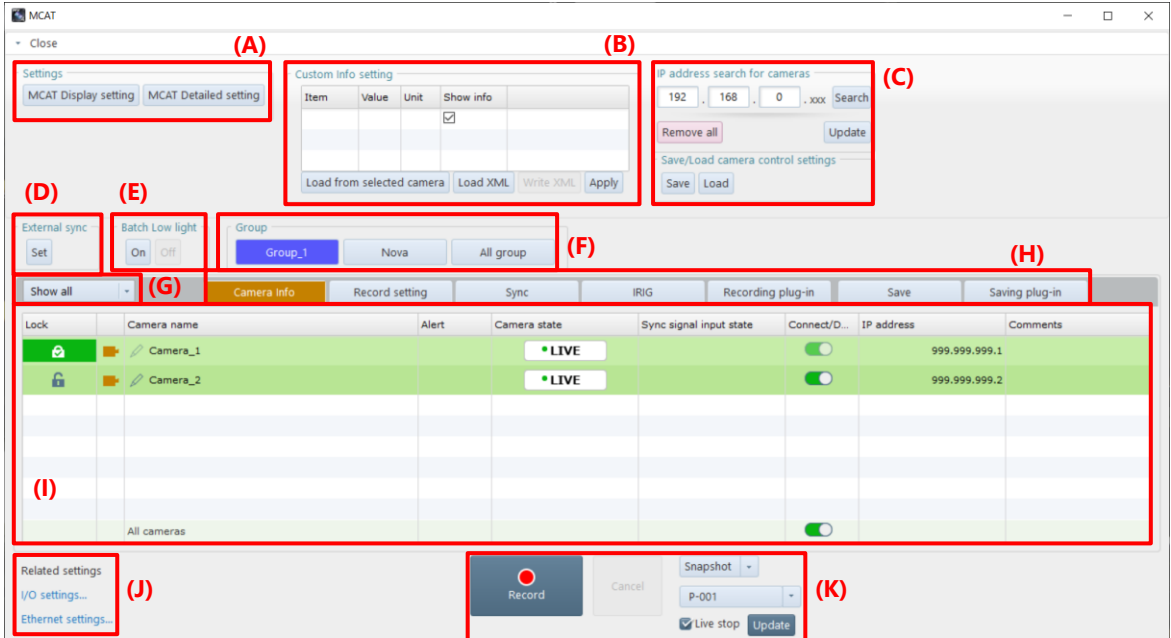 MCAT
Close
(A)
(B)
Settings
MCAT Display setting MCAT Detailed setting
Custom Info setting
Item Value Unit Show info
Load from selected camera Load XML Write XML Apply
IP address search for cameras
(C)
192 . 168 . 0 . xxx Search
Remove all Update
Save/Load camera control settings
Save Load
(D) (E)
External sync Batch Low light Group
Set On Off Group_1 Nova All group (F)
(H)
Show all (G) Camera Info Record setting Sync IRIG Recording plug-in Save Saving plug-in
Lock Camera name Alert Camera state Sync signal input state Connect/D... IP address Comments
Camera_1 LIVE 999.999.999.1
Camera_2 LIVE 999.999.999.2
(I)
All cameras
Related settings
I/O settings...
Ethernet settings...
(J)
Record Cancel
Snapshot
P-001
Live stop Update
(K)